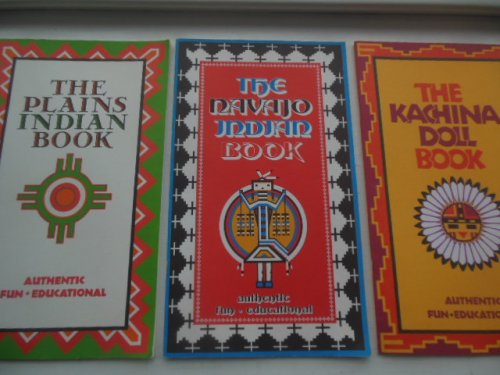 THE
PLAINS
INDIAN
BOOK
AUTHENTIC
FUN • EDUCATIONAL
THE
NAVAJO
INDIAN
BOOK
authentic
fun • educational
THE
KACHINA
DOLL
BOOK
AUTHENTIC
FUN • EDUCATIO